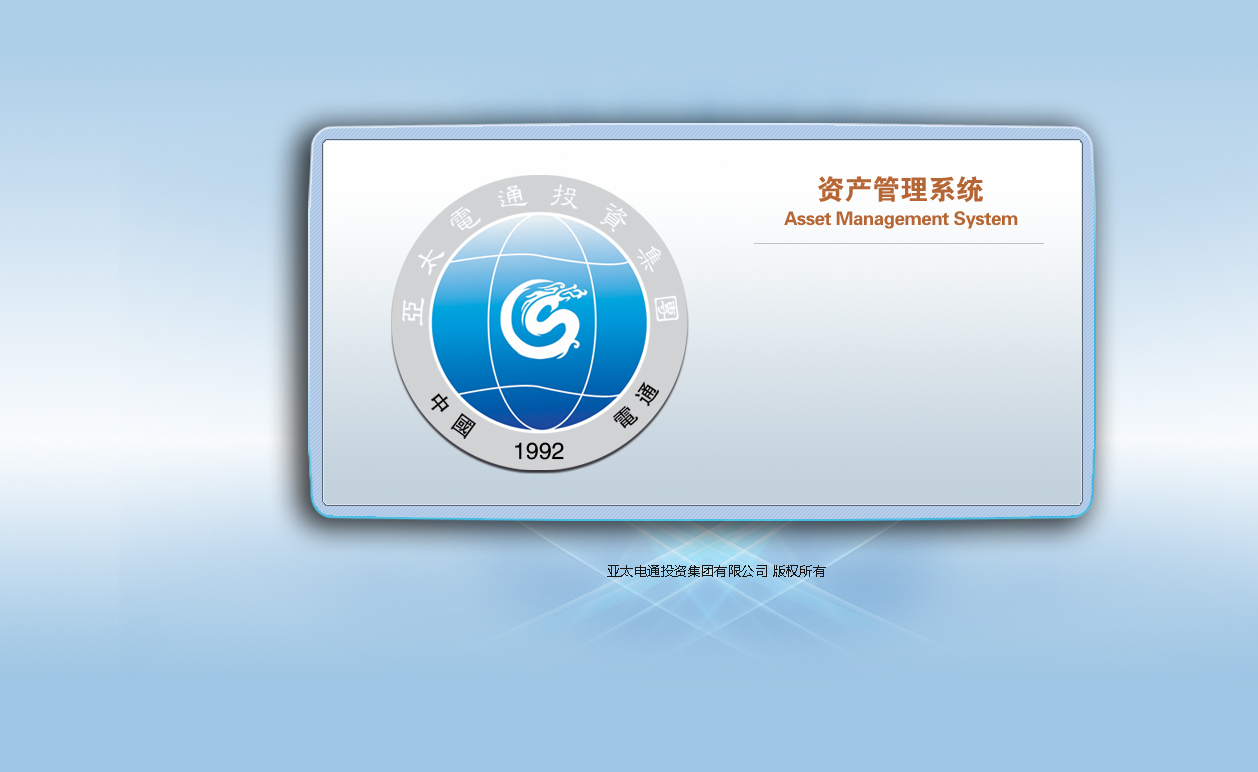 亞太電通投資集團
中國 電通
1992
资产管理系统
Asset Management System
亚太电通投资集团有限公司 版权所有